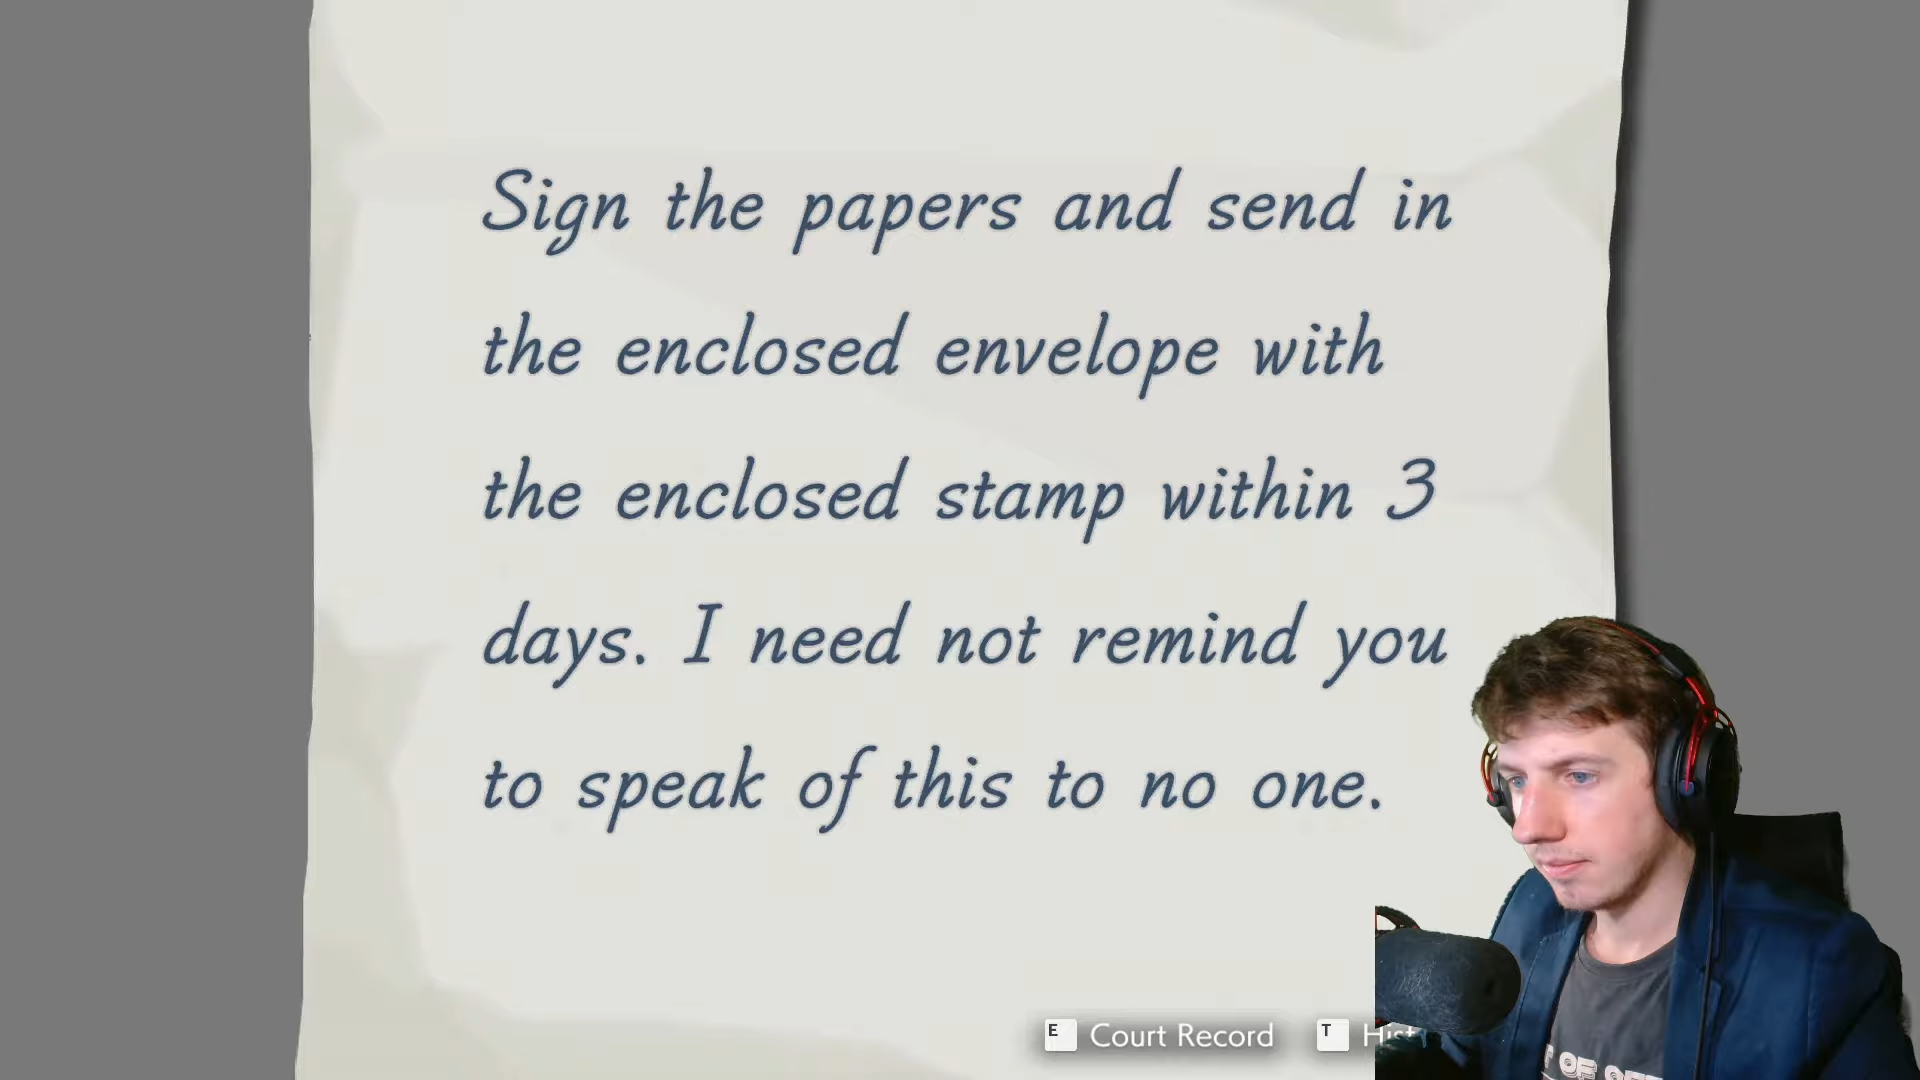 Sign the papers and send in
the enclosed envelope with
the enclosed stamp within 3
days. I need not remind you
to speak of this to no one.
E Court Record T
OF